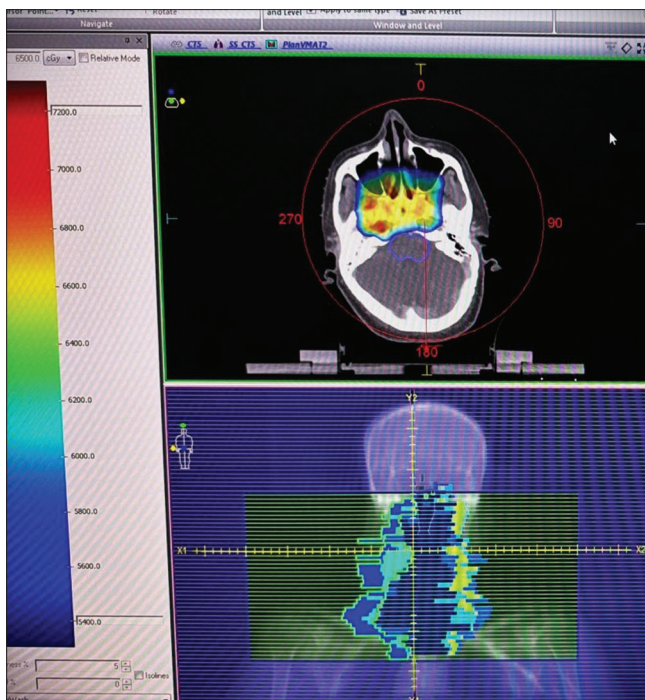 Reset
Rotate
and Level
Apply to same type
Save As Preset
Navigate
Window and Level
CTS SS CTS PlanVMAT2
6500.0 cGy Relative Mode
0
7200.0
7000.0
6800.0
270
90
6600.0
6400.0
180
6200.0
Y2
6000.0
5800.0
X1
X2
5600.0
5400.0
5
Isolines
0